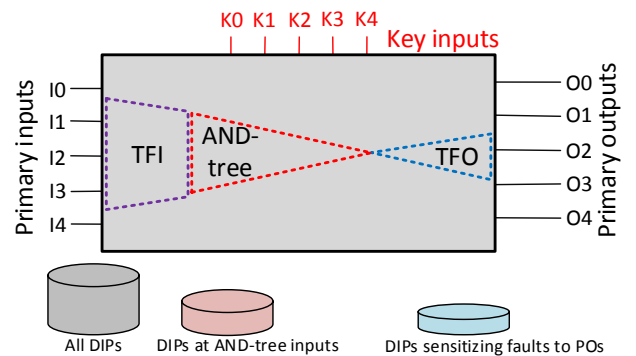 K0 K1 K2 K3 K4
Key inputs
Primary inputs
I0
I1
I2
I3
I4
TFI
AND-
tree
TFO
O0
O1
O2
O3
O4
Primary outputs
All DIPs
DIPs at AND-tree inputs
DIPs sensitizing faults to POs